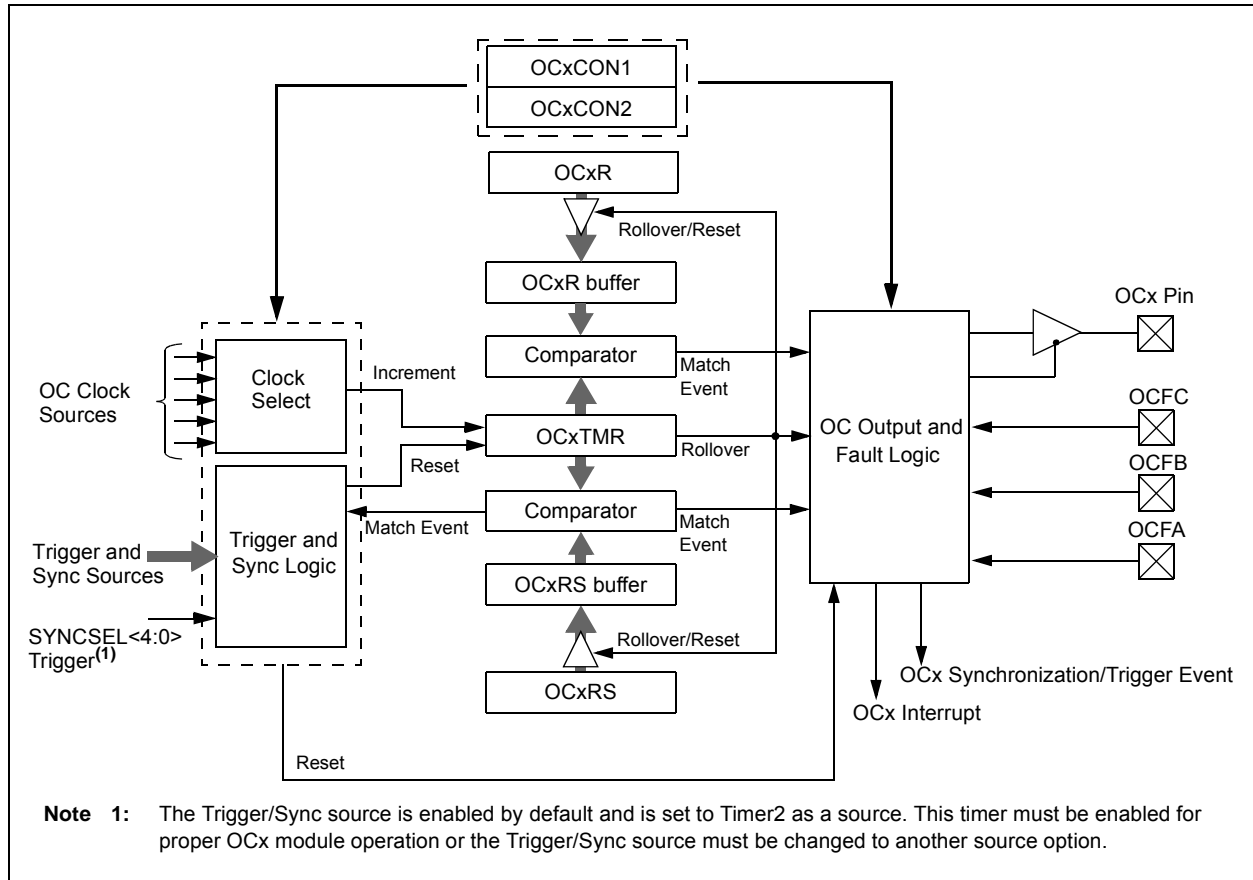 OCxCON1
OCxCON2
OCxR
Rollover/Reset
OCxR buffer
OCx Pin
Comparator
Match
Event
Clock
Select
Increment
OC Clock
Sources
OCxTMR
Rollover
OC Output and
Fault Logic
OCFC
Reset
OCFB
Comparator
Match Event
Match
Event
OCFA
Trigger and
Sync Logic
Trigger and
Sync Sources
OCxRS buffer
SYNCSEL<4:0>
Trigger(1)
Rollover/Reset
OCxRS
OCx Synchronization/Trigger Event
OCx Interrupt
Reset
Note 1: The Trigger/Sync source is enabled by default and is set to Timer2 as a source. This timer must be enabled for
proper OCx module operation or the Trigger/Sync source must be changed to another source option.